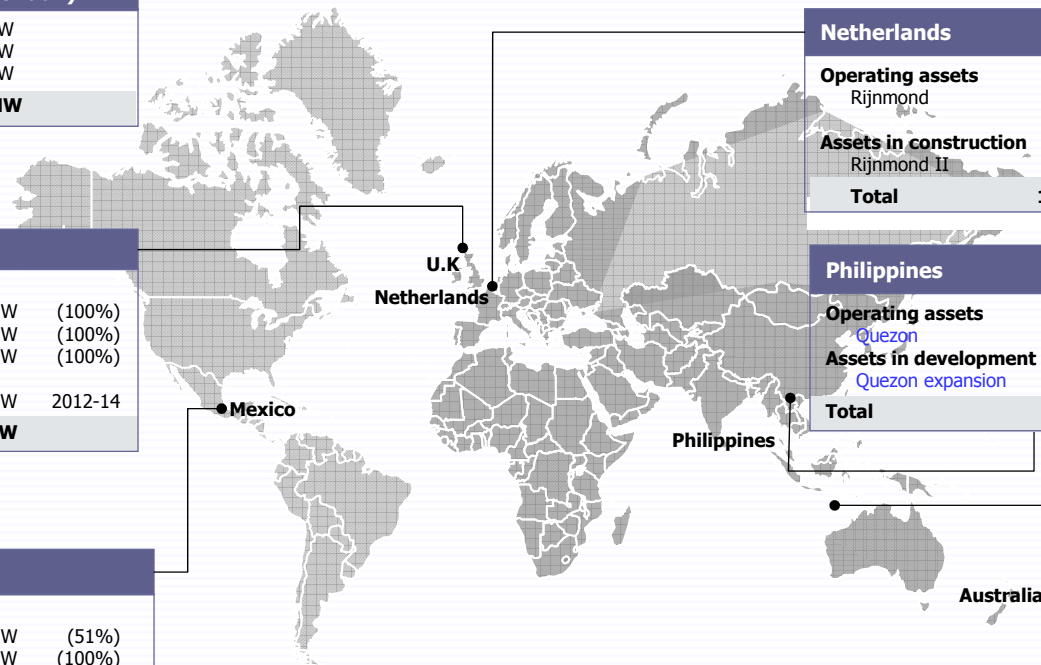 W
W
W
W
W (100%)
W (100%)
W (100%)
W 2012-14
W
W (51%)
W (100%)
U.K
Netherlands
Mexico
Philippines
Australia
Netherlands
Operating assets
Rijnmond
Assets in construction
Rijnmond II
Total
Philippines
Operating assets
Quezon
Assets in development
Quezon expansion
Total